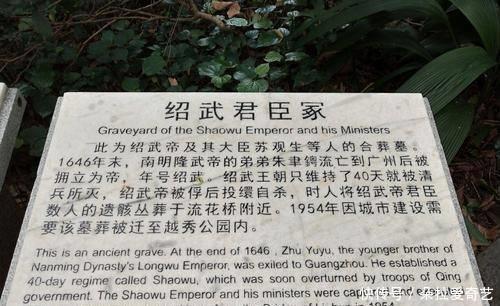 绍武君臣冢
Graveyard of the Shaowu Emperor and his Ministers
此为绍武帝及其大臣苏观生等人的合葬墓。
1646年末，南明隆武帝的弟弟朱聿𨮁流亡到广州后被
拥立为帝，年号绍武。绍武王朝只维持了40天就被清
兵所灭，绍武帝被俘后投缳自杀，时人将绍武帝君臣
数人的遗骸丛葬于流花桥附近。1954年因城市建设需
要该墓葬被迁至越秀公园内。
This is an ancient grave. At the end of 1646 , Zhu Yuyu, the younger brother of
Nanming Dynasty's Longwu Emperor, was exiled to Guangzhou. He established a
40-day regime called Shaowu, which was soon overturned by troops of Qing
government. The Shaowu Emperor and his ministers were